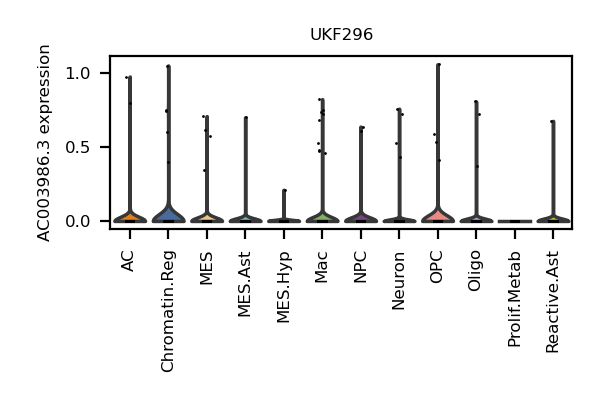 UKF296
AC003986.3 expression
1.0
0.5
0.0
AC
Chromatin.Reg
MES
MES.Ast
MES.Hyp
Mac
NPC
Neuron
OPC
Oligo
Prolif.Metab
Reactive.Ast